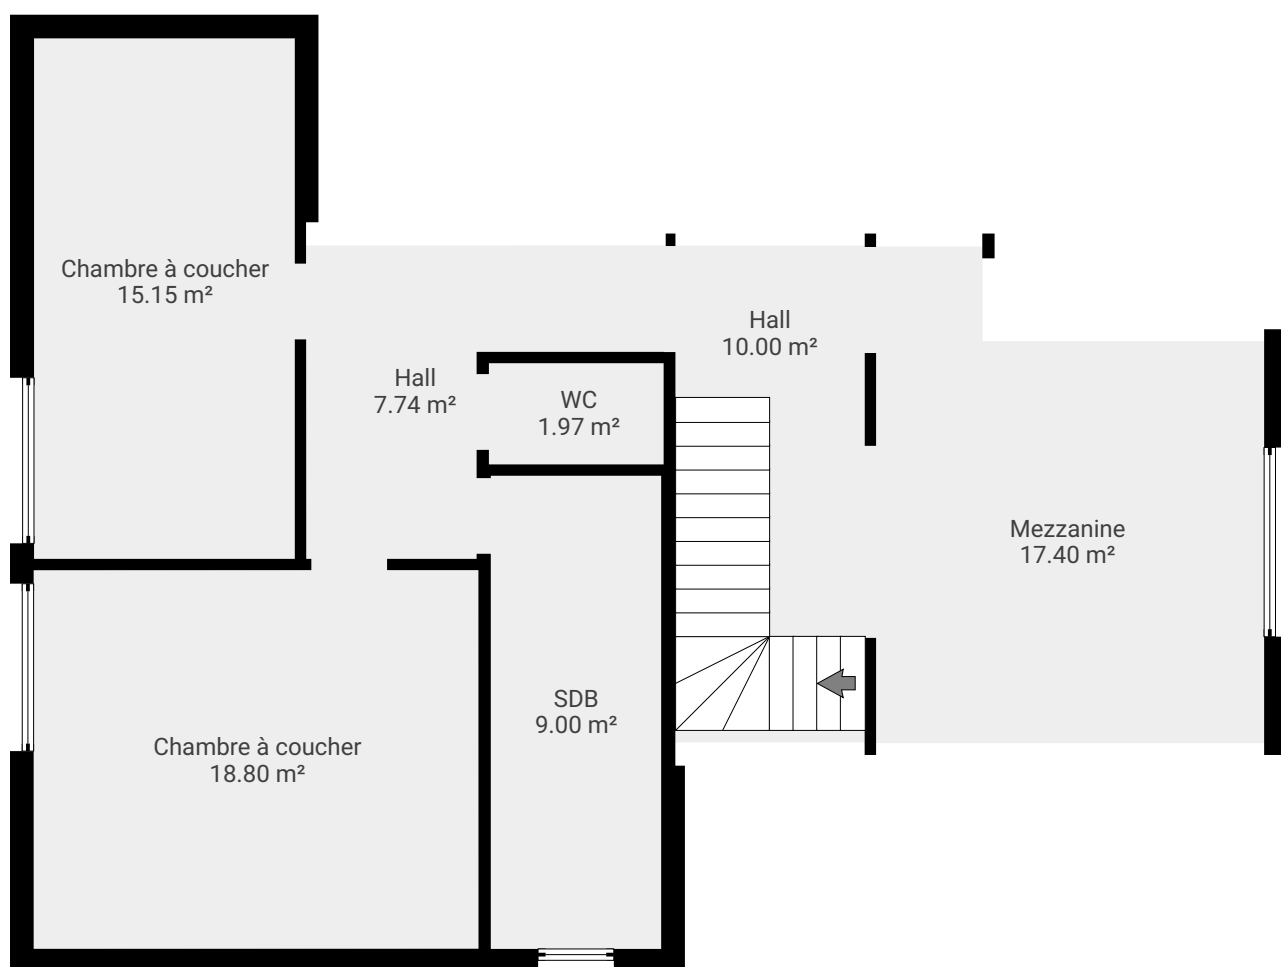 Chambre à coucher
15.15 m²
Hall
10.00 m²
Hall
7.74 m²
WC
1.97 m²
Mezzanine
17.40 m²
SDB
9.00 m²
Chambre à coucher
18.80 m²